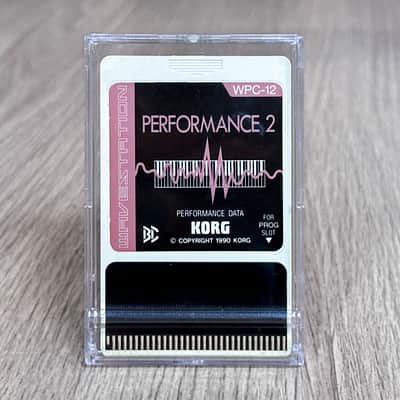 WPC-12
WAVESTATION
PERFORMANCE 2
PERFORMANCE DATA
KORG
© COPYRIGHT 1990 KORG
FOR
PROG
SLOT